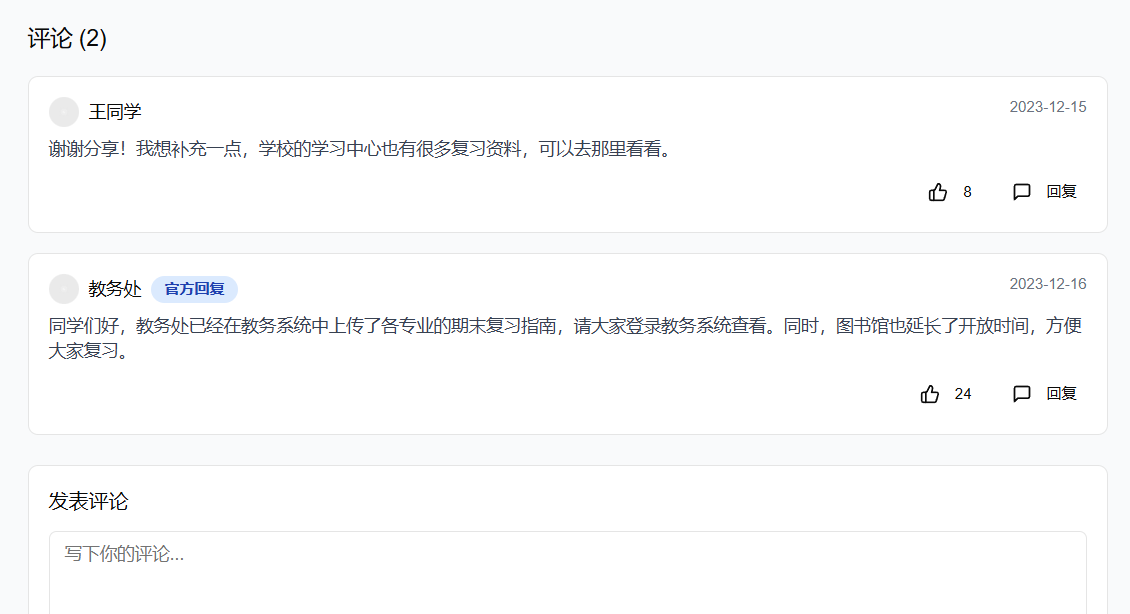 评论 (2)
王同学
2023-12-15
谢谢分享！我想补充一点，学校的学习中心也有很多复习资料，可以去那里看看。
8 回复
教务处 官方回复
2023-12-16
同学们好，教务处已经在教务系统中上传了各专业的期末复习指南，请大家登录教务系统查看。同时，图书馆也延长了开放时间，方便
大家复习。
24 回复
发表评论
写下你的评论...